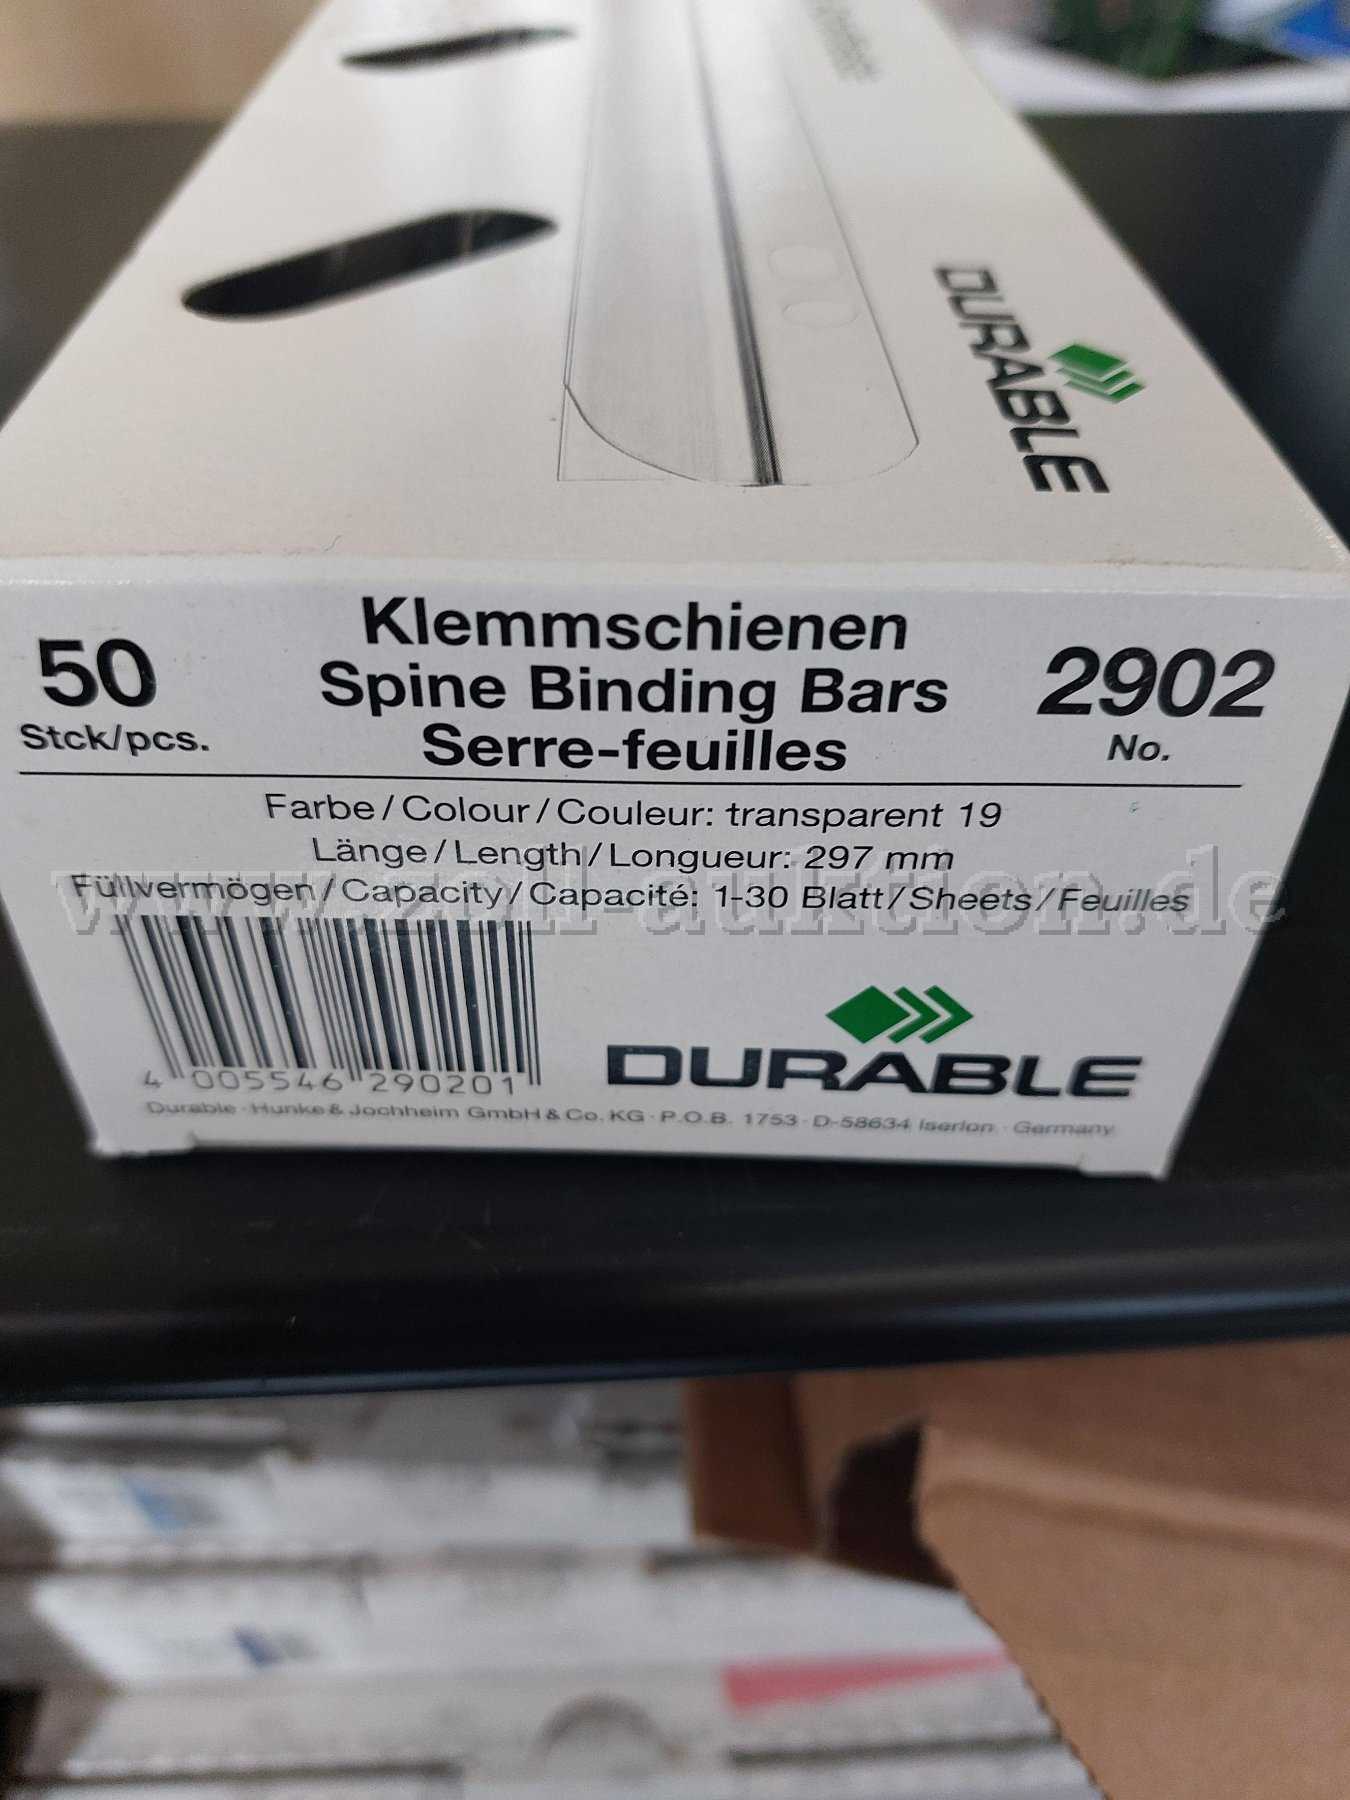 DURABLE
50
Stck/pcs.
Klemmschienen
Spine Binding Bars
Serre-feuilles
2902
No.
Farbe/Colour/Couleur: transparent 19
Länge/Length/Longueur: 297 mm
Füllvermögen/Capacity/Capacité: 1-30 Blatt/Sheets/Feuilles
www.zoll-auktion.de
4 005546 290201
DURABLE
Durable · Hunke & Jochheim GmbH & Co. KG · P.O.B. 1753 · D-58634 Iserlon · Germany